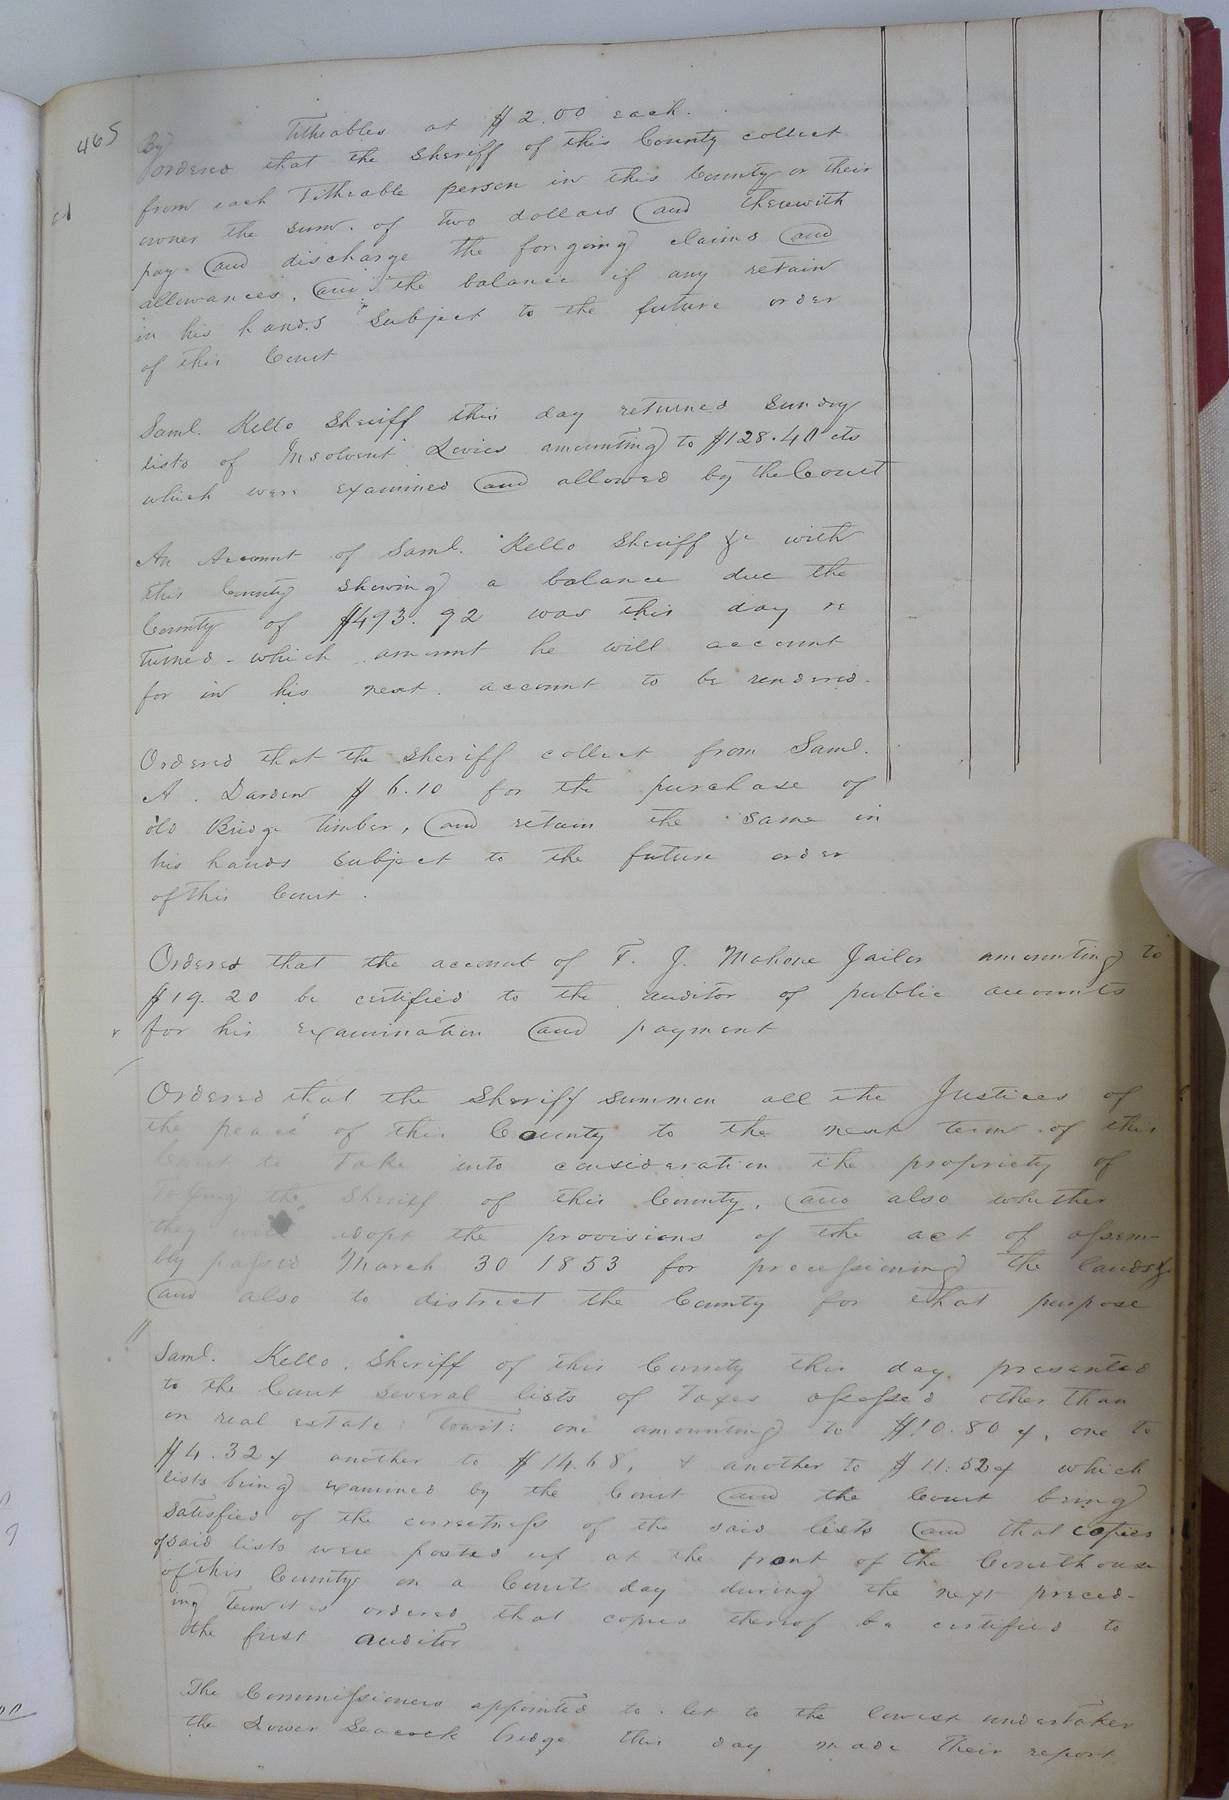 465
By Titheables at $2.00 each.
ordered that the Sheriff of this County collect
from each Titheable person in this County or their
owner the sum of two dollars and therewith
pay and discharge the forgoing claims and
allowances, and the balance if any retain
in his hands subject to the future order
of this Court
Saml. Kello Sheriff this day returned Sundry
lists of Insolvent Levies amounting to $128.40 cts
which were examined and allowed by the Court
An Account of Saml. Kello Sheriff &c with
this County shewing a balance due the
County of $493.92 was this day re
turned - which amount he will account
for in his next account to be rendered.
Ordered that the Sheriff collect from Saml.
A. Darden $6.10 for the purchase of
old Bridge timber, and retain the same in
his hands subject to the future order
of this Court.
Ordered that the account of T. J. Mahone Jailor amounting to
$19.20 be certified to the auditor of public accounts
for his examination and payment
Ordered that the Sheriff summon all the Justices of
the peace of this County to the next term of this
Court to Take into consideration the propriety of
the Sheriff of this County, and also whether
they will adopt the provisions of the act of assem-
bly passed March 30 1853 for processioning the lands &c
and also to district the County for that purpose
Saml. Kello, Sheriff of this County this day presented
to the Court several lists of Taxes assessed other than
on real estate: towit: one amounting to $10.80 &, one to
$4.32 & another to $14.68, & another to $11.52 & which
lists being examined by the Court and the Court being
satisfied of the correctness of the said lists and that copies
of said lists were posted up at the front of the Courthouse
of this County on a Court day during the next preced-
ing Term it is ordered that copies thereof be certified to
the first auditor
The Commissioners appointed to let to the lowest undertaker
the Lower Seacock bridge this day made their report